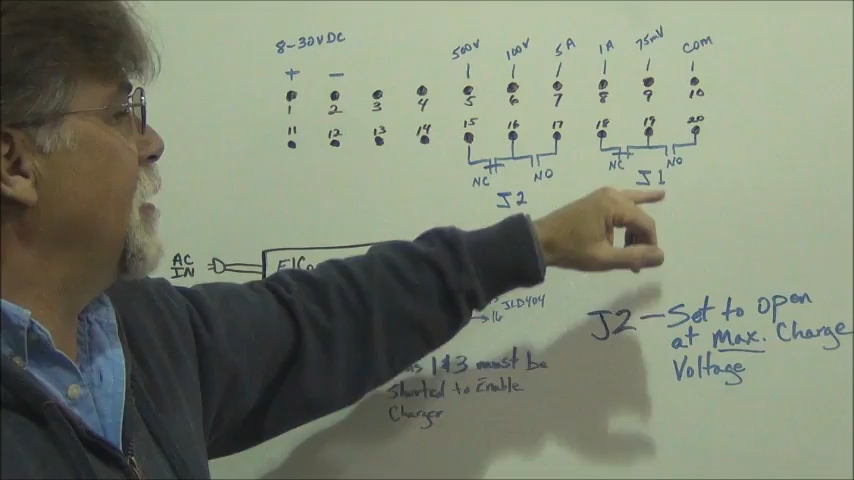 8-30VDC 500V 100V 5A 1A 75mV COM
+ −
1 2 3 4 5 6 7 8 9 10
11 12 13 14 15 16 17 18 19 20
NC NO NC NO
J2 J1
AC
IN
JLD404
16
J2 — Set to Open
at Max. Charge
Voltage
1 & 3 must be
Shorted to Enable
Charger